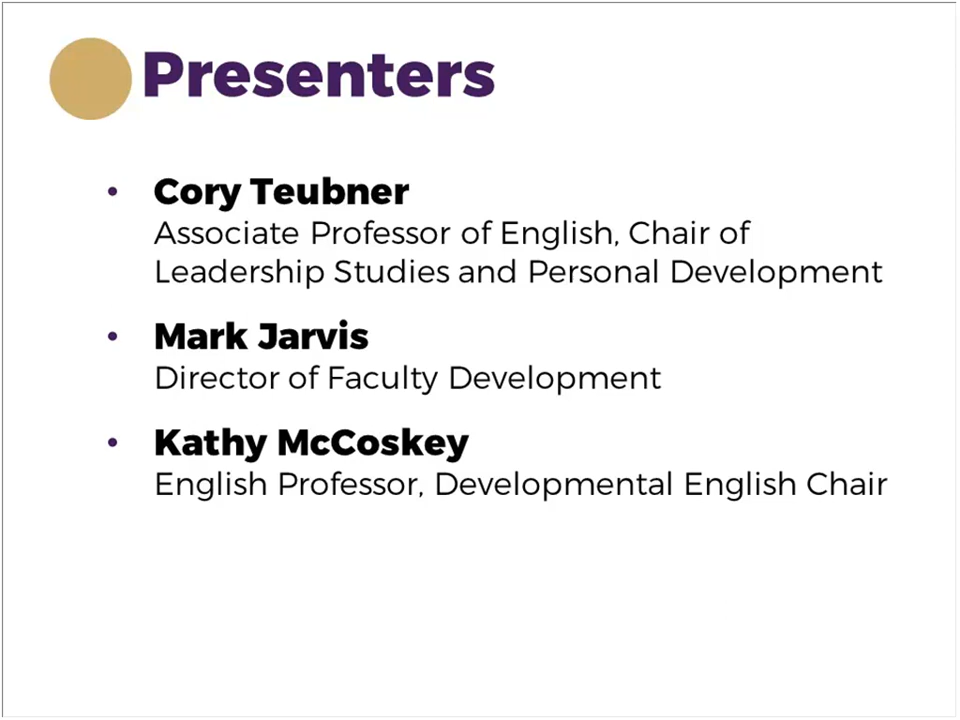 Presenters
• Cory Teubner
Associate Professor of English, Chair of
Leadership Studies and Personal Development
• Mark Jarvis
Director of Faculty Development
• Kathy McCoskey
English Professor, Developmental English Chair